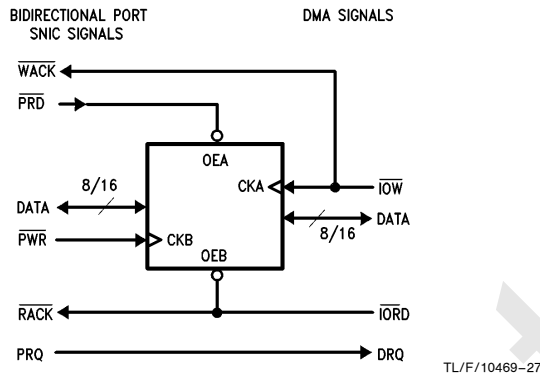 BIDIRECTIONAL PORT
SNIC SIGNALS
DMA SIGNALS
WACK
PRD
OEA
CKA
IOW
8/16
DATA
DATA
8/16
PWR
CKB
OEB
RACK
IORD
PRQ
DRQ
TL/F/10469-27